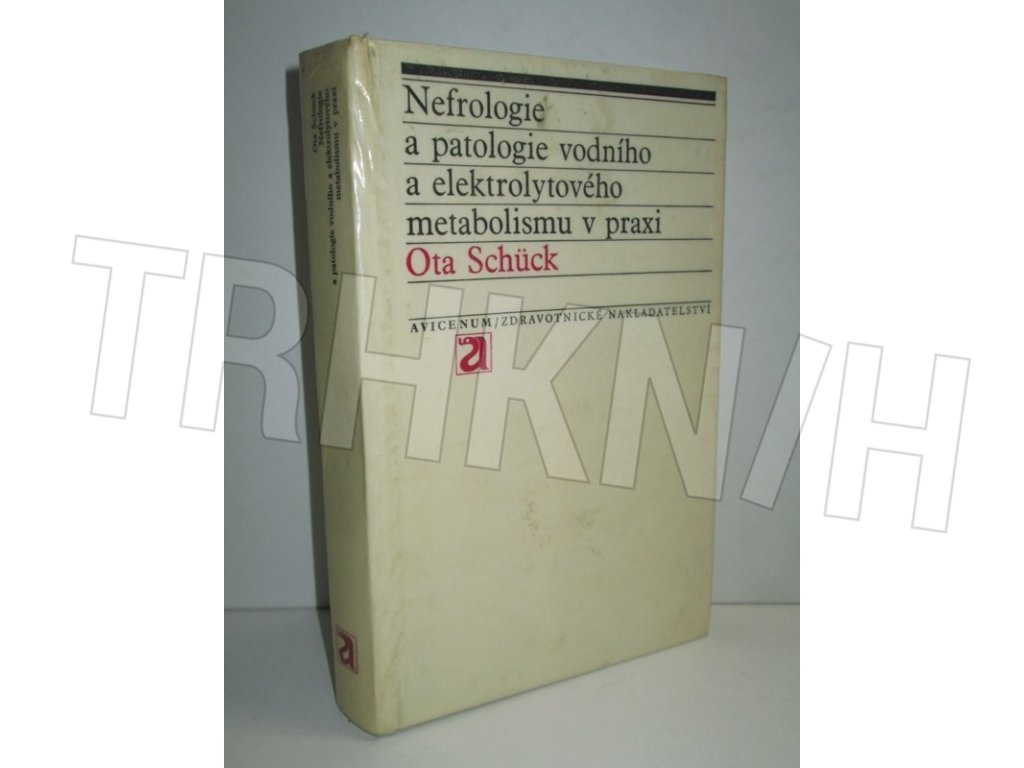 Nefrologie
a patologie vodního
a elektrolytového
metabolismu v praxi
Ota Schück
AVICENUM/ZDRAVOTNICKÉ NAKLADATELSTVÍ
a
Ota Schück
Nefrologie
a patologie vodního a elektrolytového
metabolismu v praxi
a
TRHKNIH